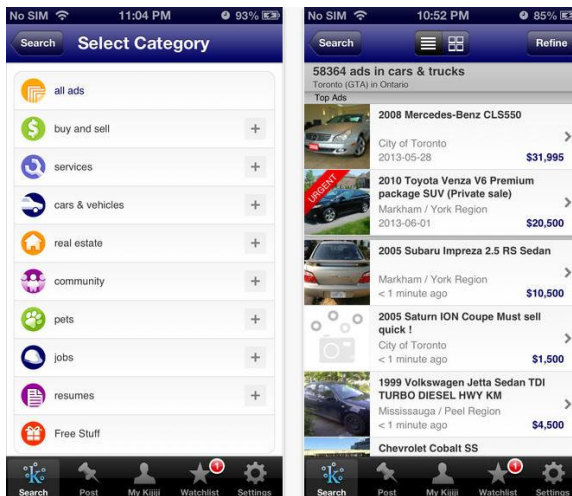 No SIM 11:04 PM 93%
Search Select Category
all ads
buy and sell
services
cars & vehicles
real estate
community
pets
jobs
resumes
Free Stuff
1
Search Post My Kijiji Watchlist Settings
No SIM 10:52 PM 85%
Search Refine
58364 ads in cars & trucks
Toronto (GTA) in Ontario
Top Ads
2008 Mercedes-Benz CLS550
City of Toronto
2013-05-28 $31,995
URGENT
2010 Toyota Venza V6 Premium
package SUV (Private sale)
Markham / York Region
2013-06-01 $20,500
2005 Subaru Impreza 2.5 RS Sedan
Markham / York Region
< 1 minute ago $10,500
2005 Saturn ION Coupe Must sell
quick !
City of Toronto
< 1 minute ago $1,500
1999 Volkswagen Jetta Sedan TDI
TURBO DIESEL HWY KM
Mississauga / Peel Region
< 1 minute ago $4,500
Chevrolet Cobalt SS
1
Search Post My Kijiji Watchlist Settings